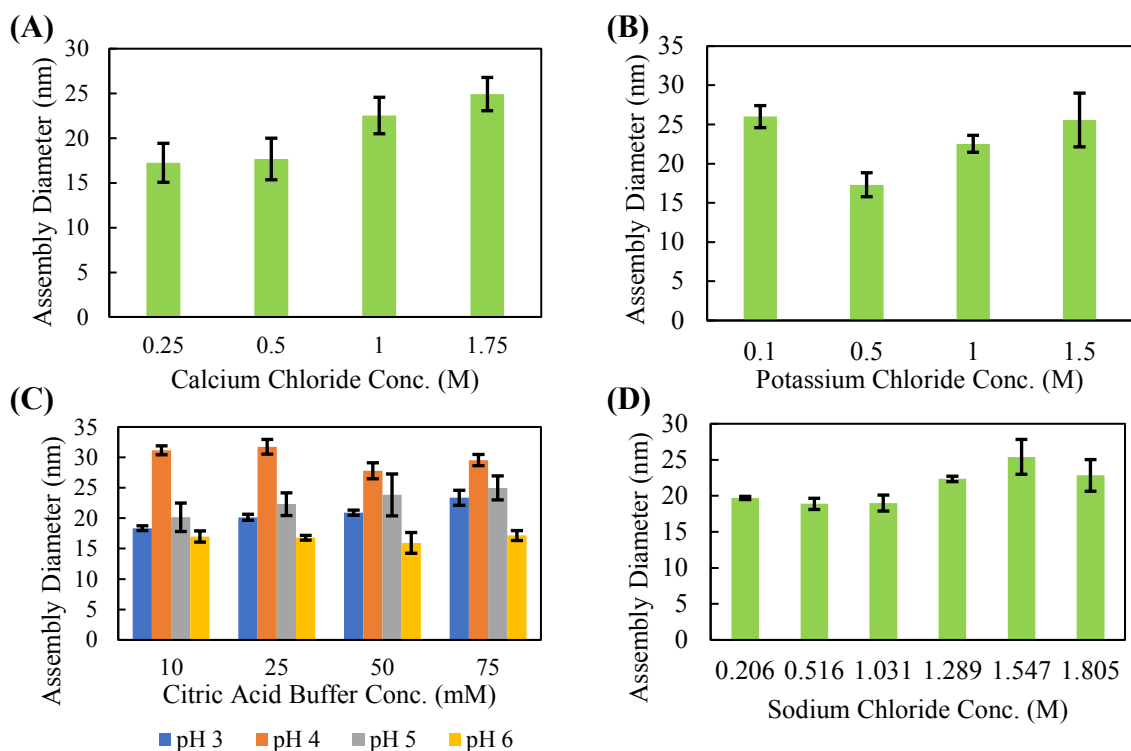 (A)
30
25
20
15
10
5
0
Assembly Diameter (nm)
0.25 0.5 1 1.75
Calcium Chloride Conc. (M)
(B)
35
30
25
20
15
10
5
0
Assembly Diameter (nm)
0.1 0.5 1 1.5
Potassium Chloride Conc. (M)
(C)
35
30
25
20
15
10
5
0
Assembly Diameter (nm)
10 25 50 75
Citric Acid Buffer Conc. (mM)
pH 3 pH 4 pH 5 pH 6
(D)
30
25
20
15
10
5
0
Assembly Diameter (nm)
0.206 0.516 1.031 1.289 1.547 1.805
Sodium Chloride Conc. (M)